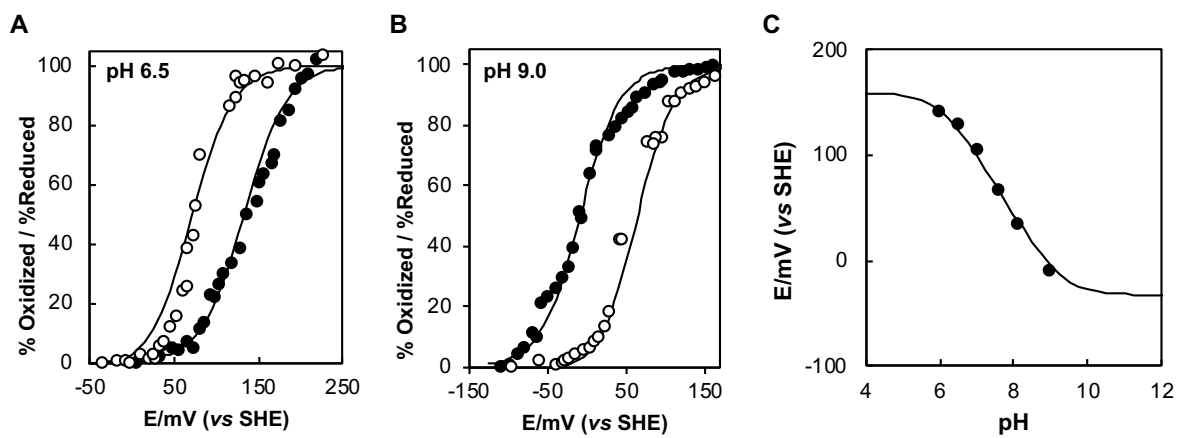 A
pH 6.5
% Oxidized / %Reduced
100
80
60
40
20
0
-50
50
150
250
E/mV (vs SHE)
B
pH 9.0
% Oxidized / %Reduced
100
80
60
40
20
0
-150
-50
50
150
E/mV (vs SHE)
C
E/mV (vs SHE)
200
100
0
-100
4
6
8
10
12
pH